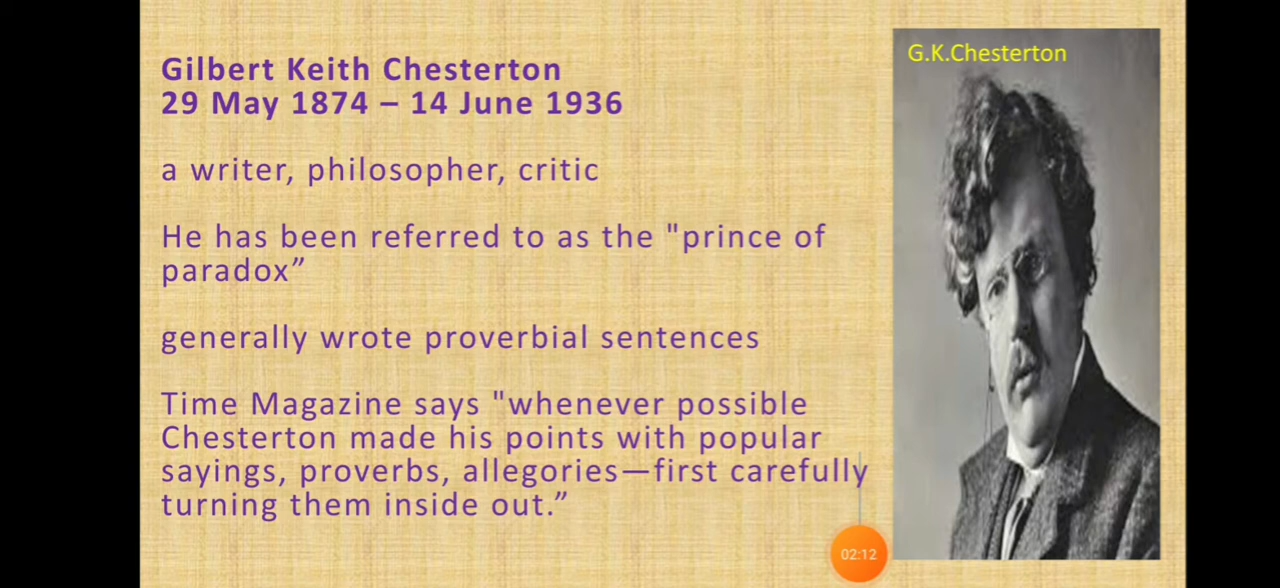 Gilbert Keith Chesterton
29 May 1874 – 14 June 1936
a writer, philosopher, critic
He has been referred to as the "prince of
paradox”
generally wrote proverbial sentences
Time Magazine says "whenever possible
Chesterton made his points with popular
sayings, proverbs, allegories—first carefully
turning them inside out.”
G.K.Chesterton
02:12